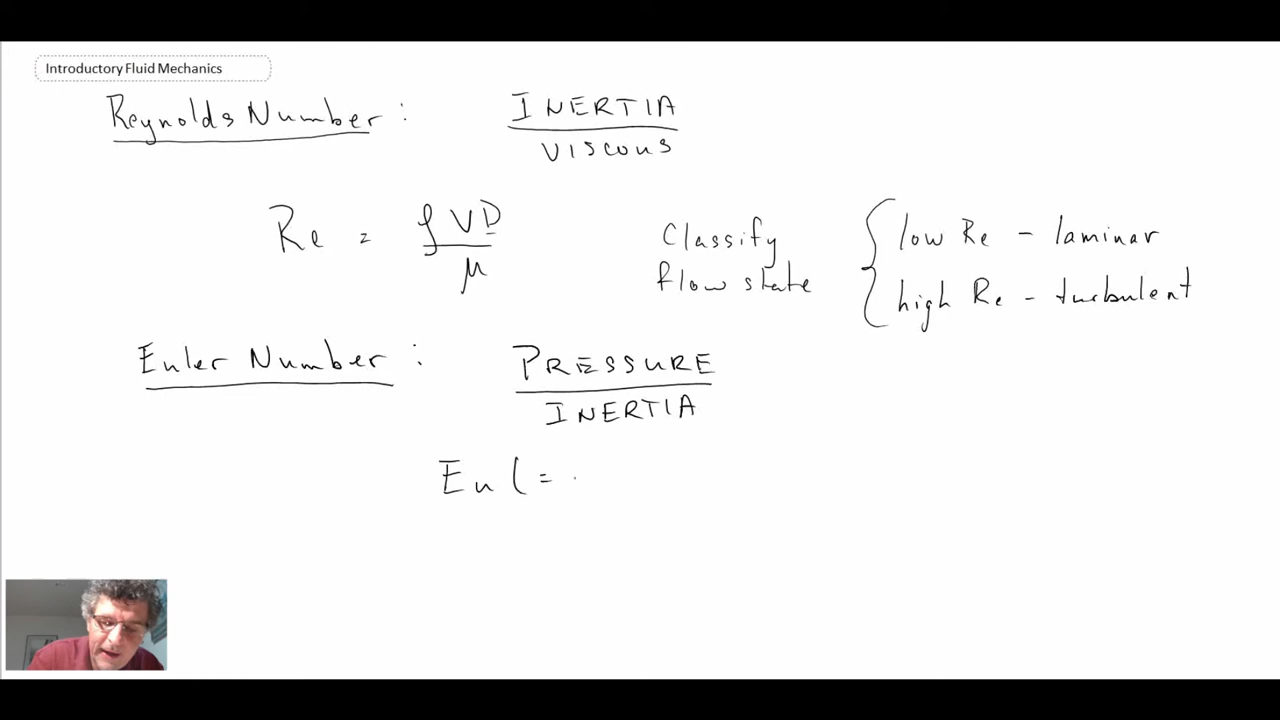 Introductory Fluid Mechanics
Reynolds Number : INERTIA
VISCOUS
Re = ρVD
μ
Classify
flow state
low Re - laminar
high Re - turbulent
Euler Number : PRESSURE
INERTIA
Eu (=